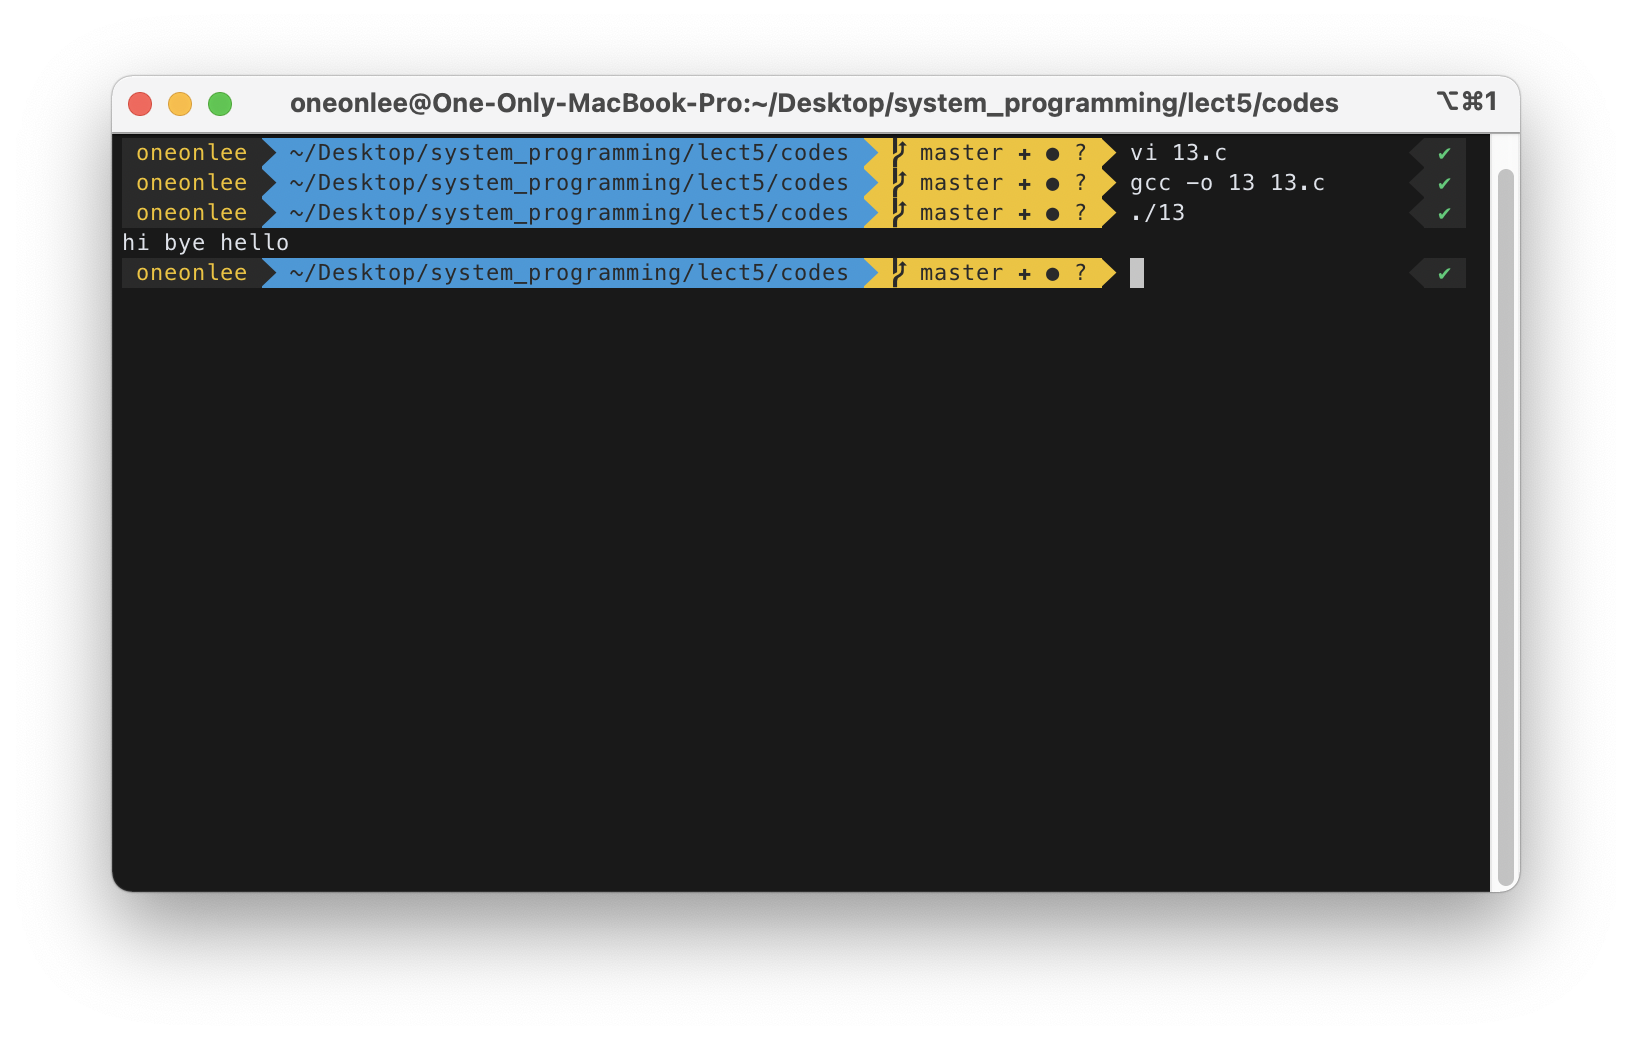 oneonlee@One-Only-MacBook-Pro:~/Desktop/system_programming/lect5/codes ⌥⌘1
oneonlee ~/Desktop/system_programming/lect5/codes master ✚ ● ? vi 13.c ✔
oneonlee ~/Desktop/system_programming/lect5/codes master ✚ ● ? gcc -o 13 13.c ✔
oneonlee ~/Desktop/system_programming/lect5/codes master ✚ ● ? ./13 ✔
hi bye hello
oneonlee ~/Desktop/system_programming/lect5/codes master ✚ ● ? ✔